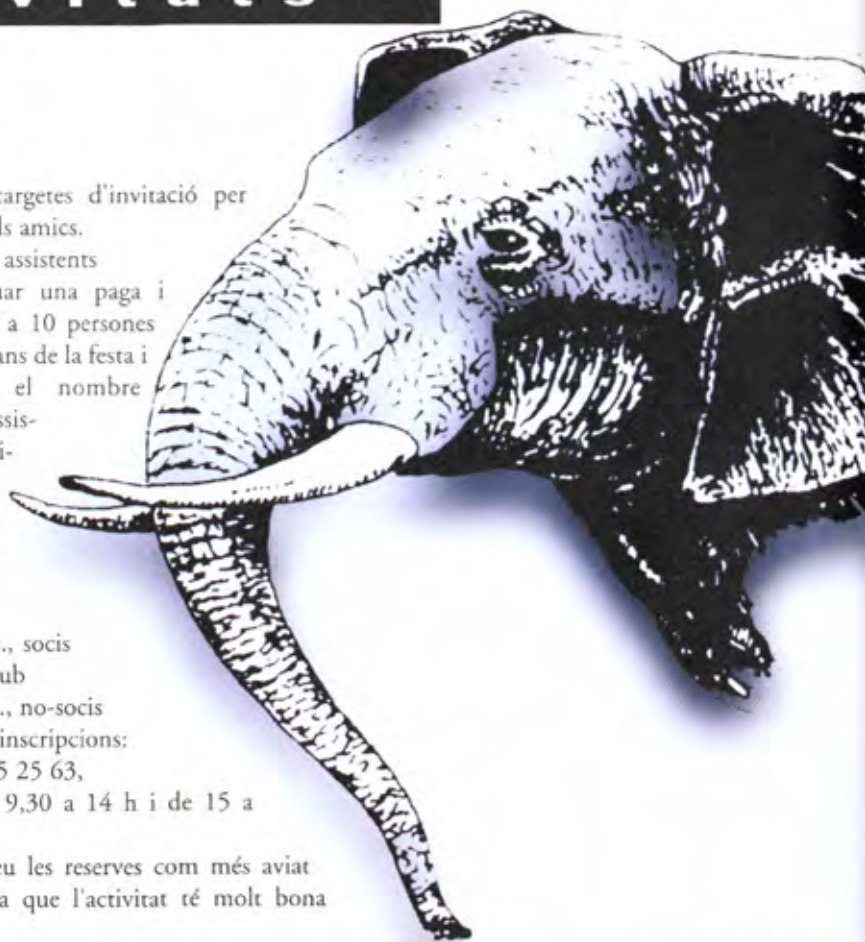 vitats
targetes d'invitació per
ls amics.
assistents
uar una paga i
a 10 persones
ans de la festa i
el nombre
ssis-
i-
., socis
ub
., no-socis
inscripcions:
5 25 63,
9,30 a 14 h i de 15 a
eu les reserves com més aviat
a que l'activitat té molt bona